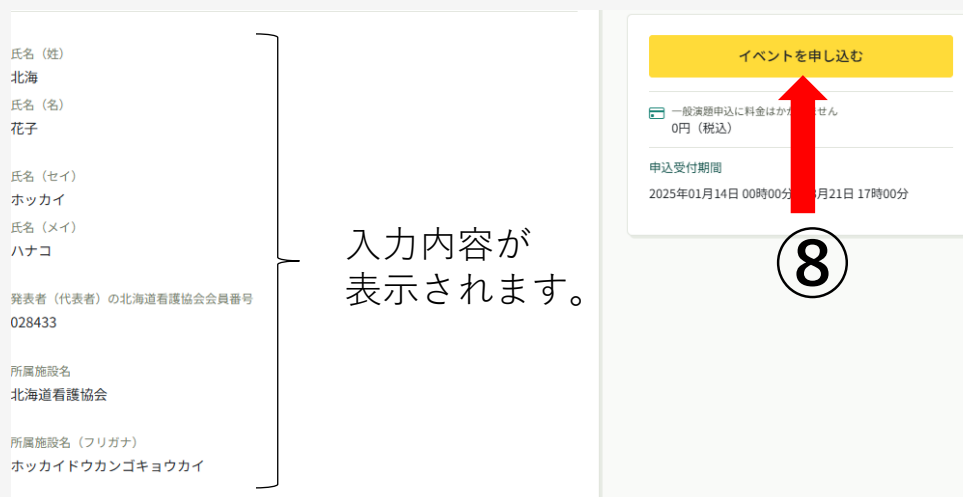 氏名（姓）
北海
氏名（名）
花子
氏名（セイ）
ホッカイ
氏名（メイ）
ハナコ
発表者（代表者）の北海道看護協会会員番号
028433
所属施設名
北海道看護協会
所属施設名（フリガナ）
ホッカイドウカンゴキョウカイ
入力内容が
表示されます。
イベントを申し込む
一般演題申込に料金はか せん
0円（税込）
申込受付期間
2025年01月14日 00時00分 月21日 17時00分
⑧